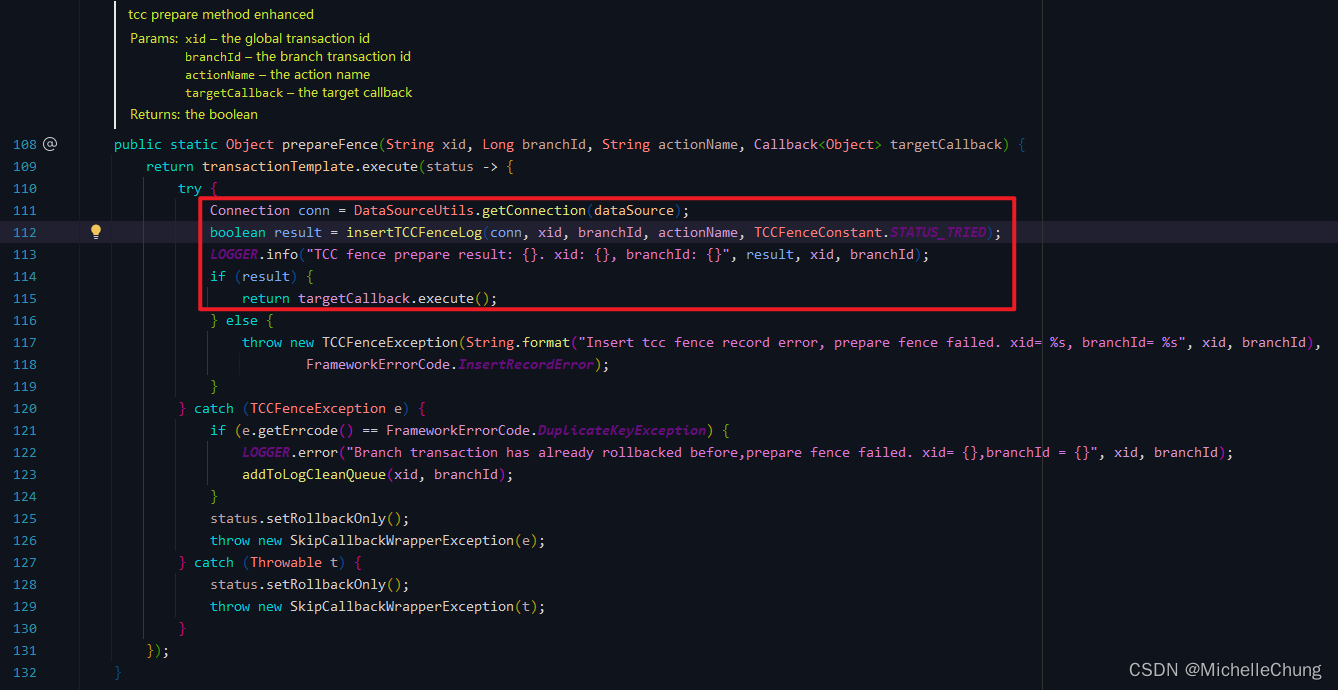 tcc prepare method enhanced
Params: xid – the global transaction id
branchId – the branch transaction id
actionName – the action name
targetCallback – the target callback
Returns: the boolean
108 @ public static Object prepareFence(String xid, Long branchId, String actionName, Callback<Object> targetCallback) {
109 return transactionTemplate.execute(status -> {
110 try {
111 Connection conn = DataSourceUtils.getConnection(dataSource);
112 boolean result = insertTCCFenceLog(conn, xid, branchId, actionName, TCCFenceConstant.STATUS_TRIED);
113 LOGGER.info("TCC fence prepare result: {}. xid: {}, branchId: {}", result, xid, branchId);
114 if (result) {
115 return targetCallback.execute();
116 } else {
117 throw new TCCFenceException(String.format("Insert tcc fence record error, prepare fence failed. xid= %s, branchId= %s", xid, branchId),
118 FrameworkErrorCode.InsertRecordError);
119 }
120 } catch (TCCFenceException e) {
121 if (e.getErrcode() == FrameworkErrorCode.DuplicateKeyException) {
122 LOGGER.error("Branch transaction has already rollbacked before,prepare fence failed. xid= {},branchId = {}", xid, branchId);
123 addToLogCleanQueue(xid, branchId);
124 }
125 status.setRollbackOnly();
126 throw new SkipCallbackWrapperException(e);
127 } catch (Throwable t) {
128 status.setRollbackOnly();
129 throw new SkipCallbackWrapperException(t);
130 }
131 });
132 }
CSDN @MichelleChung